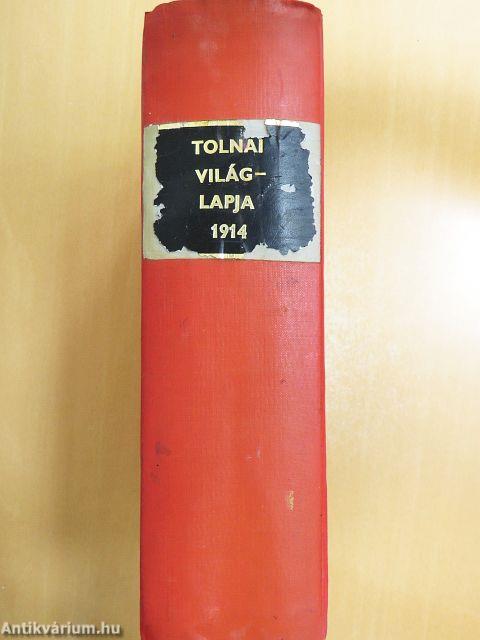 TOLNAI
VILÁG-
LAPJA
1914
Antikvárium.hu